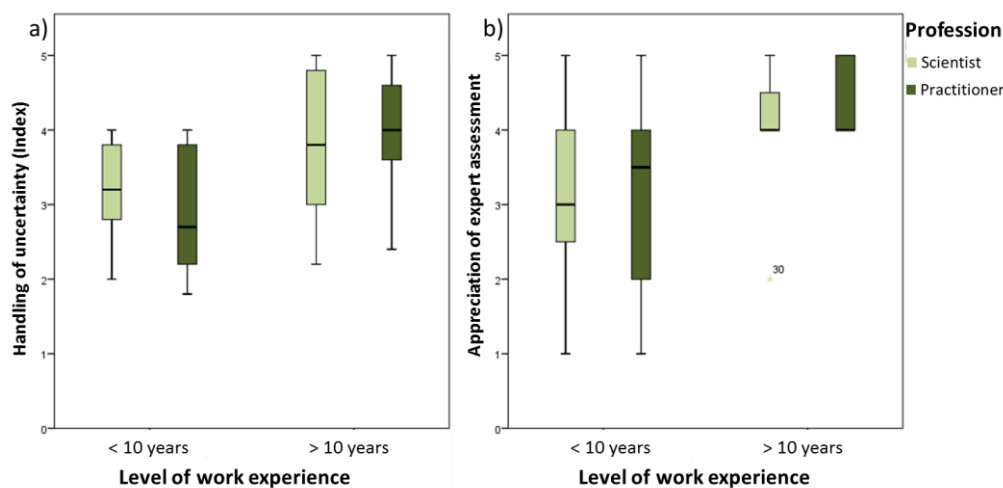 a)
Handling of uncertainty (Index)
5
4
3
2
1
0
< 10 years
> 10 years
Level of work experience
b)
Appreciation of expert assessment
5
4
3
2
1
0
30
< 10 years
> 10 years
Level of work experience
Profession
Scientist
Practitioner